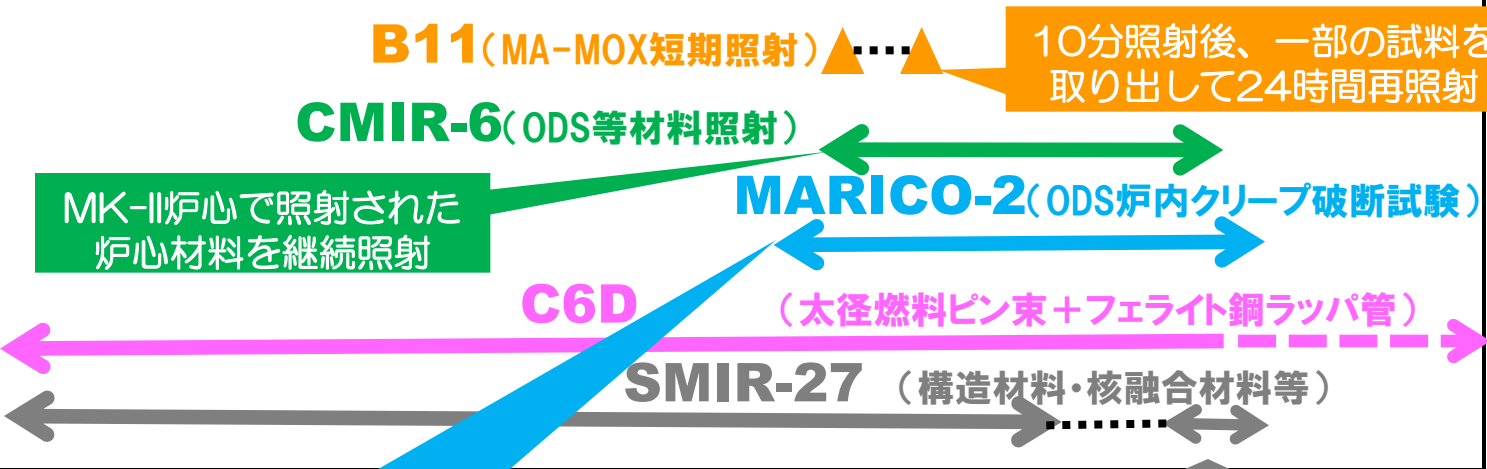 B11(MA-MOX短期照射)
10分照射後、一部の試料を
取り出して24時間再照射
CMIR-6(ODS等材料照射)
MK-II炉心で照射された
炉心材料を継続照射
MARICO-2(ODS炉内クリープ破断試験)
C6D (太径燃料ピン束+フェライト鋼ラッパ管)
SMIR-27 (構造材料・核融合材料等)